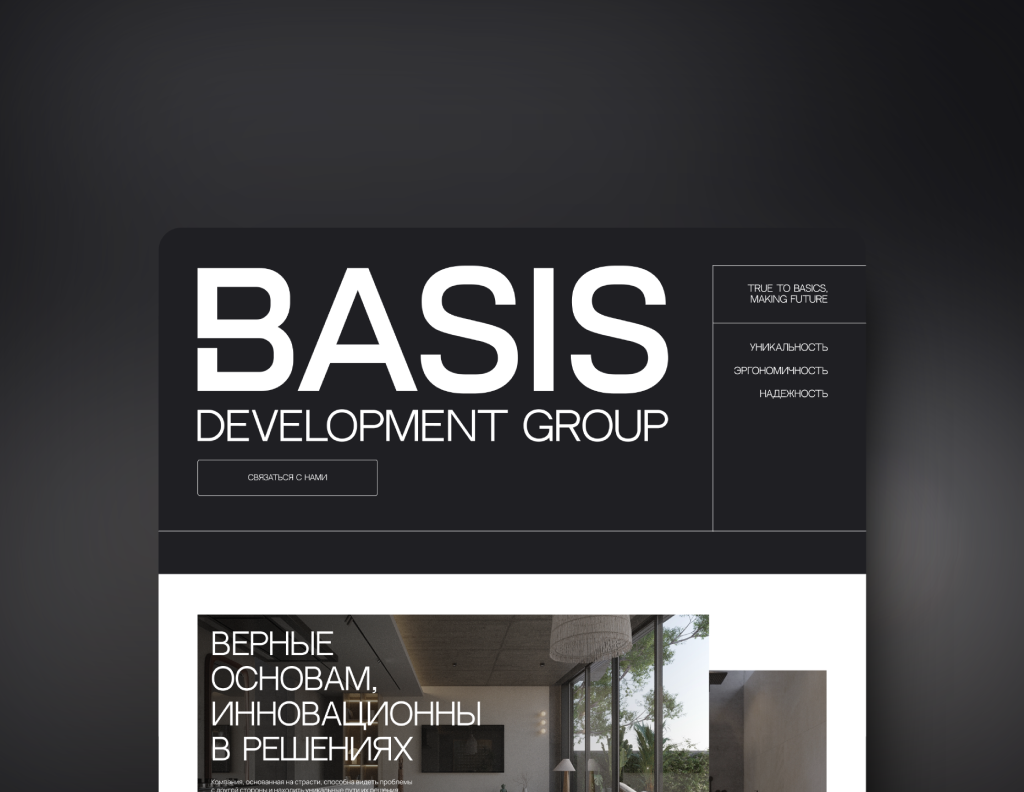 BASIS
DEVELOPMENT GROUP
СВЯЗАТЬСЯ С НАМИ
TRUE TO BASICS,
MAKING FUTURE
УНИКАЛЬНОСТЬ
ЭРГОНОМИЧНОСТЬ
НАДЕЖНОСТЬ
ВЕРНЫЕ
ОСНОВАМ,
ИННОВАЦИОННЫ
В РЕШЕНИЯХ
Компания, основанная на страсти, способна видеть проблемы
с другой стороны и находить уникальные пути их решения